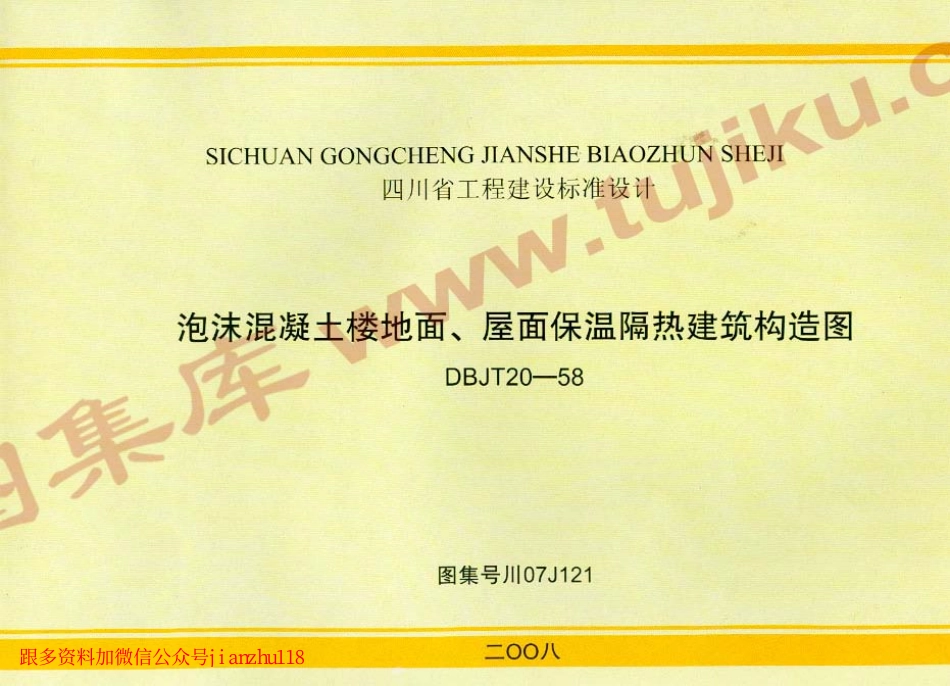 SICHUAN GONGCHENG JIANSHE BIAOZHUN SHEJI
四川省工程建设标准设计
泡沫混凝土楼地面、屋面保温隔热建筑构造图
DBJT20—58
图集号川07J121
二〇〇八
跟多资料加微信公众号jianzhu118
图集库 www.tujiku.c